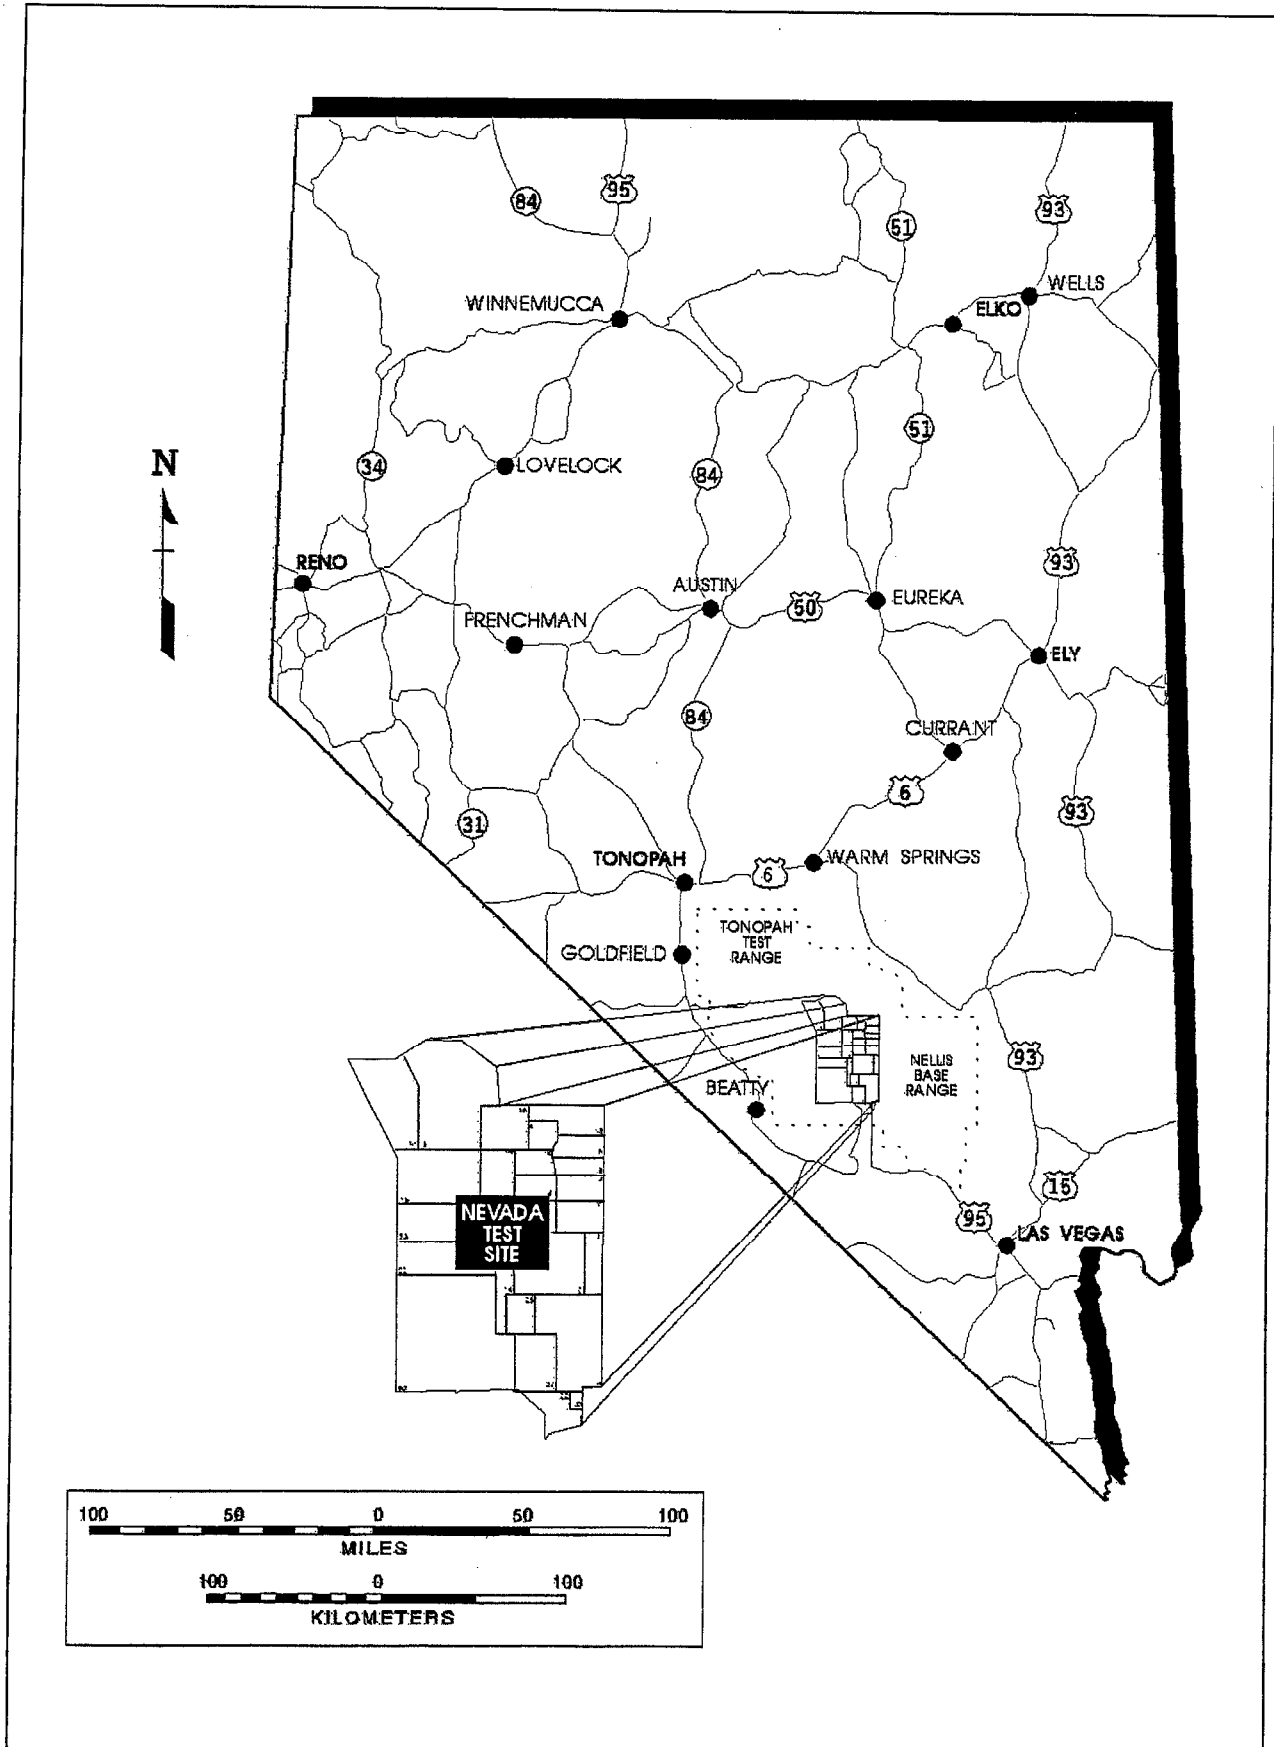 84
95
51
93
WINNEMUCCA
WELLS
ELKO
51
N
34
LOVELOCK
84
RENO
93
AUSTIN
50
EUREKA
FRENCHMAN
ELY
84
CURRANT
6
93
31
TONOPAH
6
WARM SPRINGS
TONOPAH
TEST
RANGE
GOLDFIELD
93
NELLIS
BASE
RANGE
BEATTY
15
NEVADA
TEST
SITE
95
LAS VEGAS
100 50 0 50 100
MILES
100 0 100
KILOMETERS